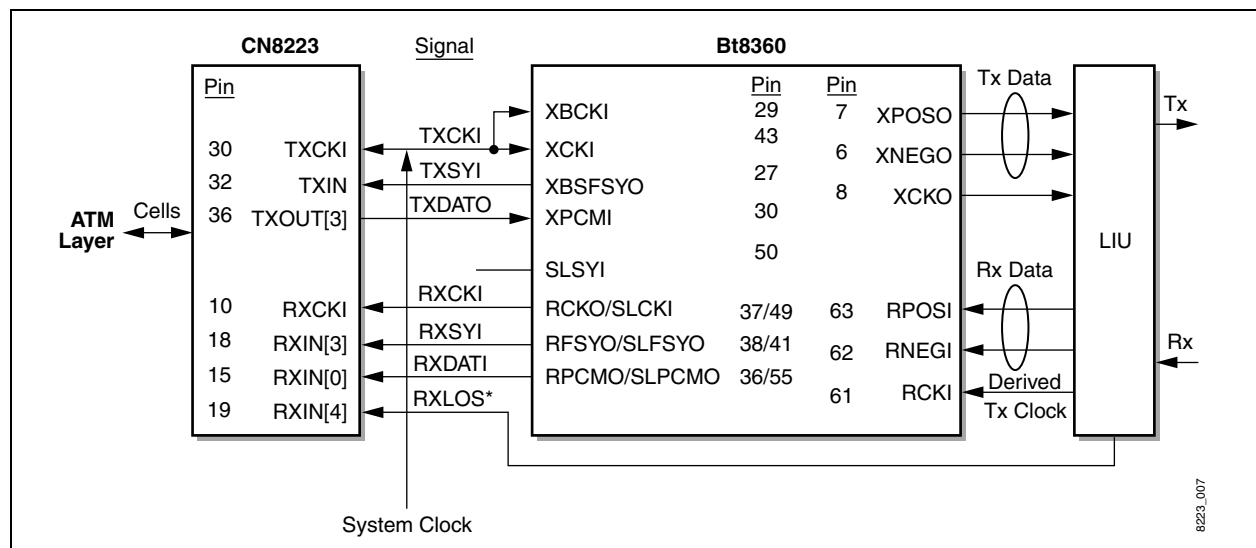 CN8223 Signal Bt8360
Pin Pin Pin Tx Data
XBCKI 29 7 XPOSO Tx
TXCKI 43
30 TXCKI XCKI 6 XNEGO
32 TXIN TXSYI XBSFSYO 27
8 XCKO
ATM Layer Cells 36 TXOUT[3] TXDATO XPCMI 30
LIU
50
SLSYI Rx Data
10 RXCKI RXCKI RCKO/SLCKI 37/49 63 RPOSI
18 RXIN[3] RXSYI RFSYO/SLFSYO 38/41 62 RNEGI Rx
15 RXIN[0] RXDATI RPCMO/SLPCMO 36/55
19 RXIN[4] RXLOS* 61 RCKI Derived Tx Clock
System Clock
8223_007